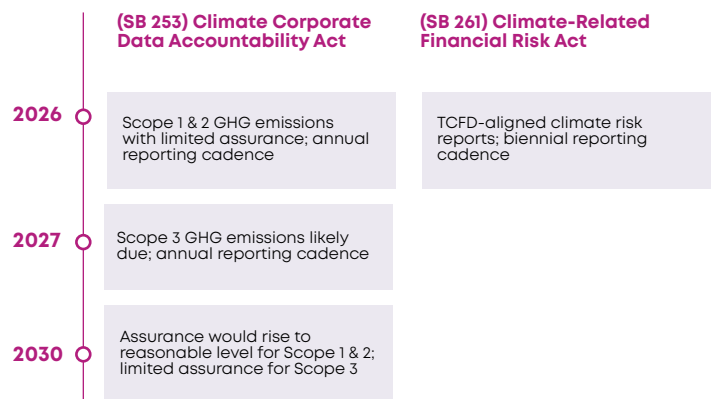 (SB 253) Climate Corporate
Data Accountability Act
(SB 261) Climate-Related
Financial Risk Act
2026
Scope 1 & 2 GHG emissions
with limited assurance; annual
reporting cadence
TCFD-aligned climate risk
reports; biennial reporting
cadence
2027
Scope 3 GHG emissions likely
due; annual reporting cadence
2030
Assurance would rise to
reasonable level for Scope 1 & 2;
limited assurance for Scope 3